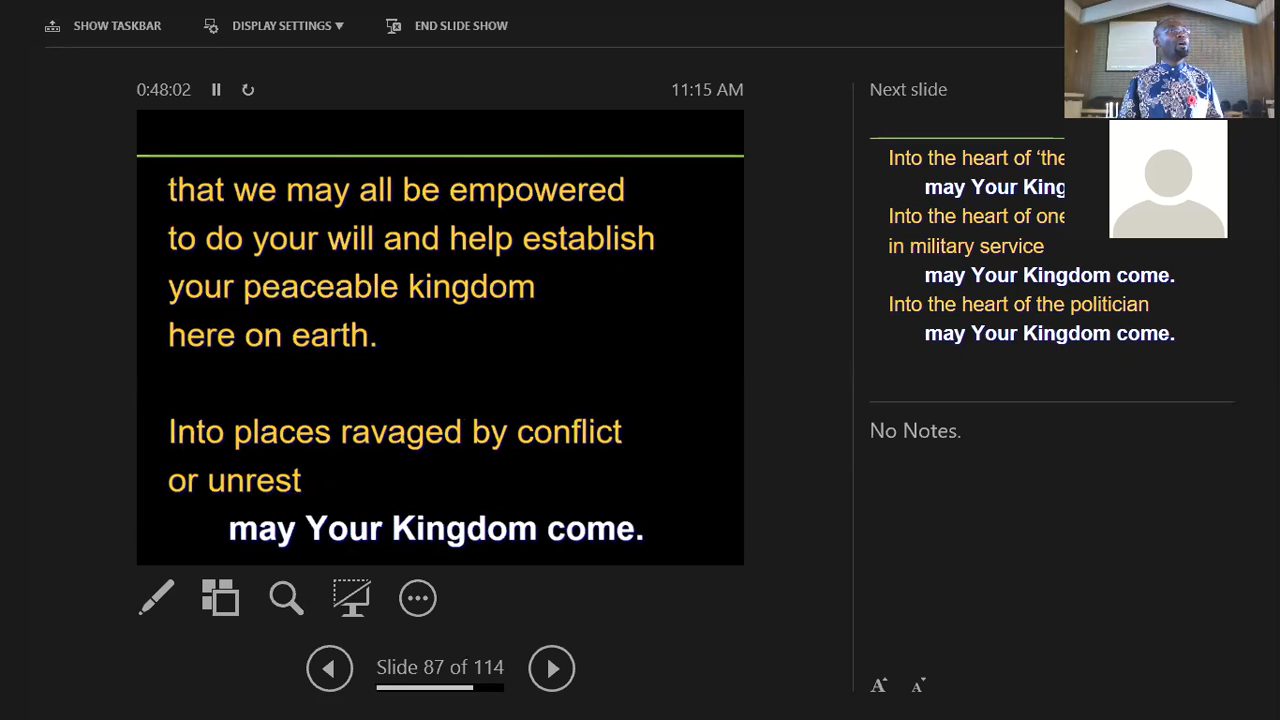 SHOW TASKBAR
DISPLAY SETTINGS ▼
END SLIDE SHOW
0:48:02
11:15 AM
that we may all be empowered
to do your will and help establish
your peaceable kingdom
here on earth.
Into places ravaged by conflict
or unrest
may Your Kingdom come.
Slide 87 of 114
Next slide
Into the heart of ‘the
may Your King
Into the heart of one
in military service
may Your Kingdom come.
Into the heart of the politician
may Your Kingdom come.
No Notes.
A A